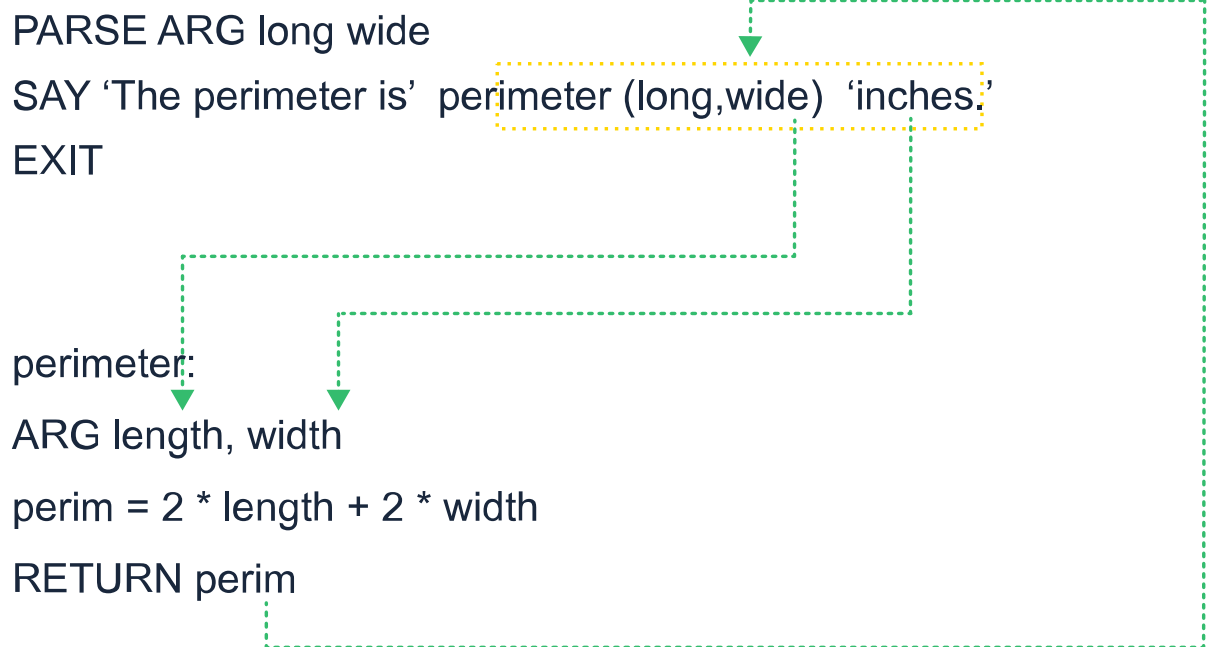 PARSE ARG long wide
SAY ‘The perimeter is’ perimeter (long,wide) ‘inches.’
EXIT
perimeter:
ARG length, width
perim = 2 * length + 2 * width
RETURN perim